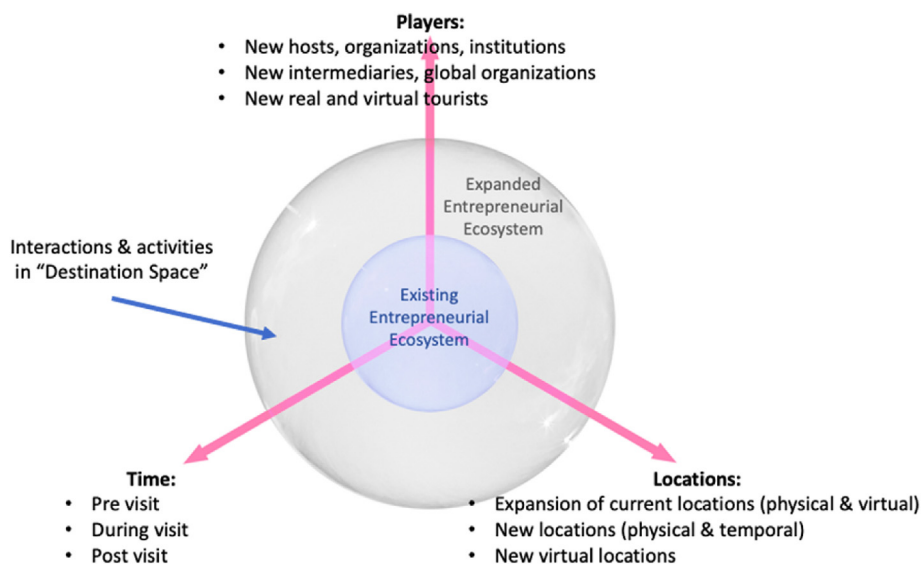 Players:
• New hosts, organizations, institutions
• New intermediaries, global organizations
• New real and virtual tourists
Expanded
Entrepreneurial
Ecosystem
Interactions & activities
in “Destination Space”
Existing
Entrepreneurial
Ecosystem
Time:
• Pre visit
• During visit
• Post visit
Locations:
• Expansion of current locations (physical & virtual)
• New locations (physical & temporal)
• New virtual locations